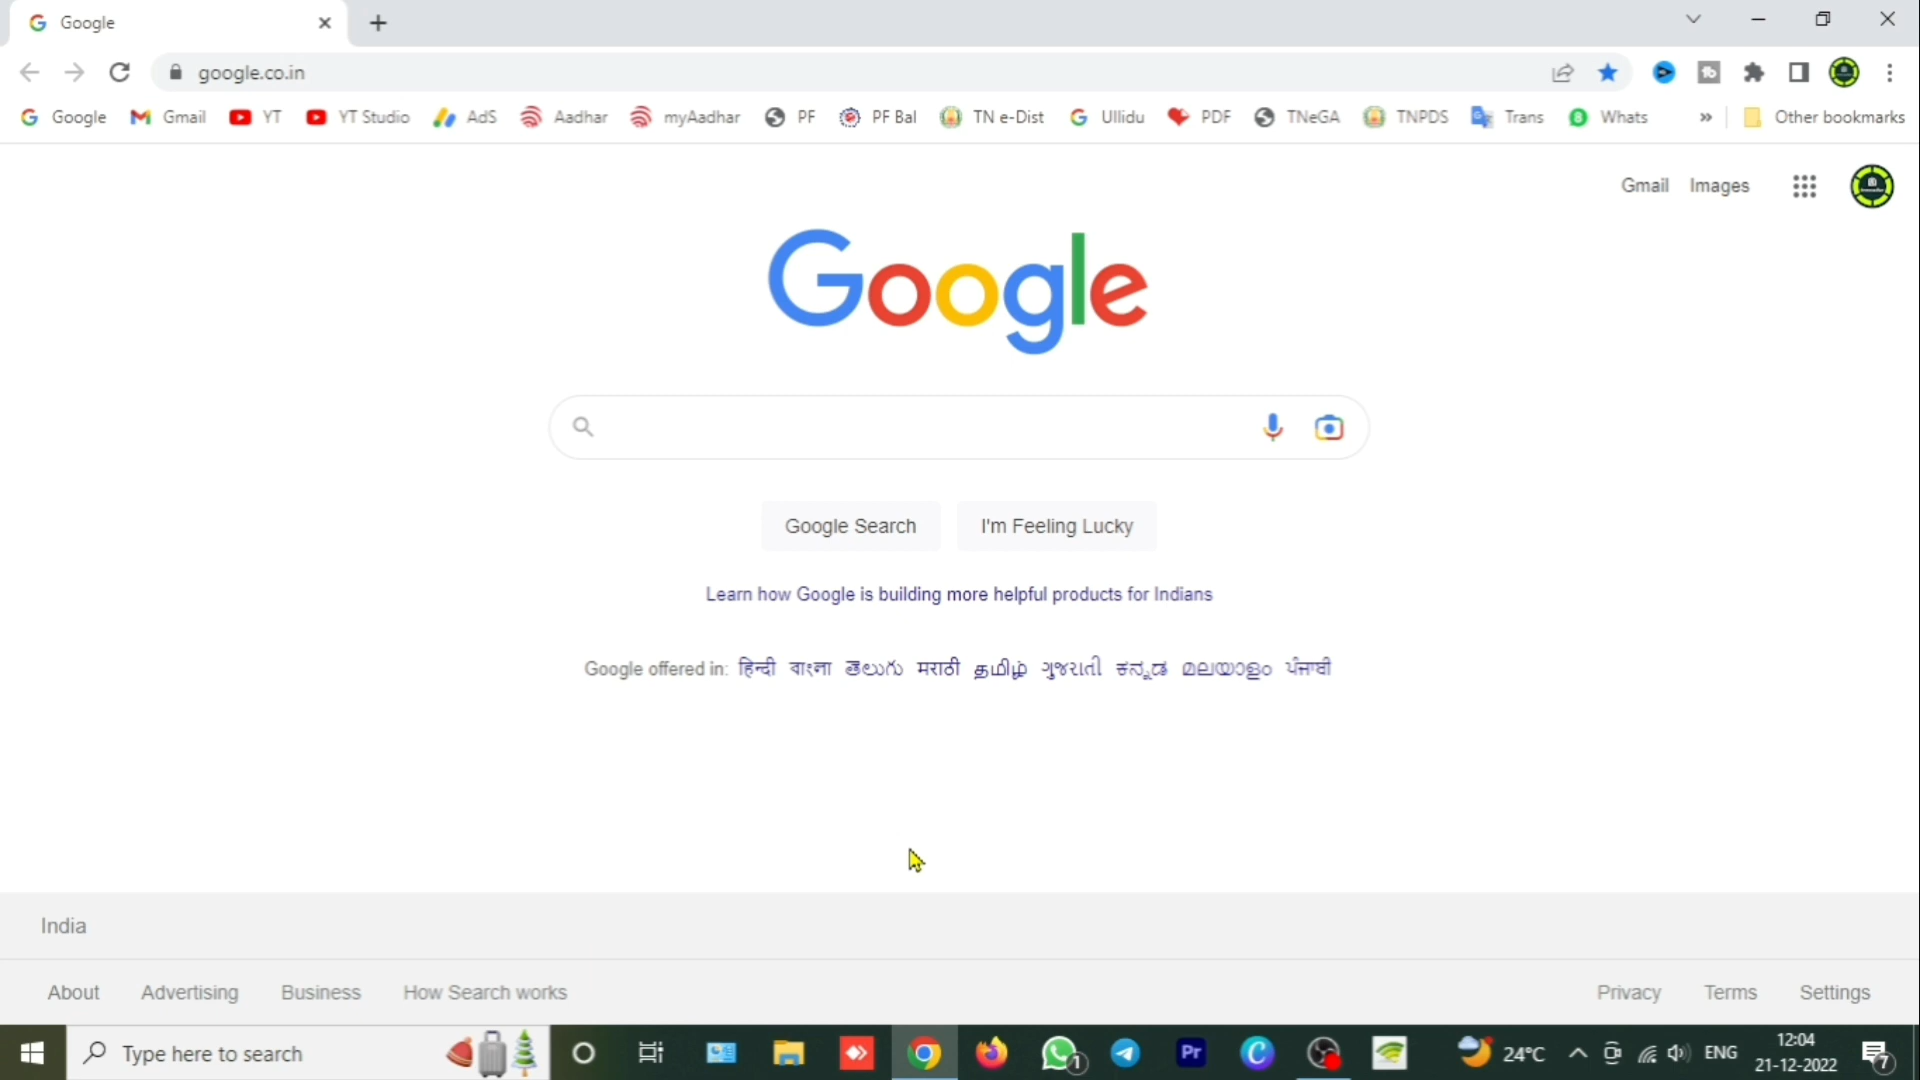 Google
google.co.in
Google Gmail YT YT Studio AdS Aadhar myAadhar PF PF Bal TN e-Dist Ullidu PDF TNeGA TNPDS Trans Whats » Other bookmarks
Gmail Images
Google
Google Search I'm Feeling Lucky
Learn how Google is building more helpful products for Indians
Google offered in: हिन्दी বাংলা తెలుగు मराठी தமிழ் ગુજરાતી ಕನ್ನಡ മലയാളം ਪੰਜਾਬੀ
India
About Advertising Business How Search works Privacy Terms Settings
Type here to search 1 Pr 24°C ENG 12:04
21-12-2022 7